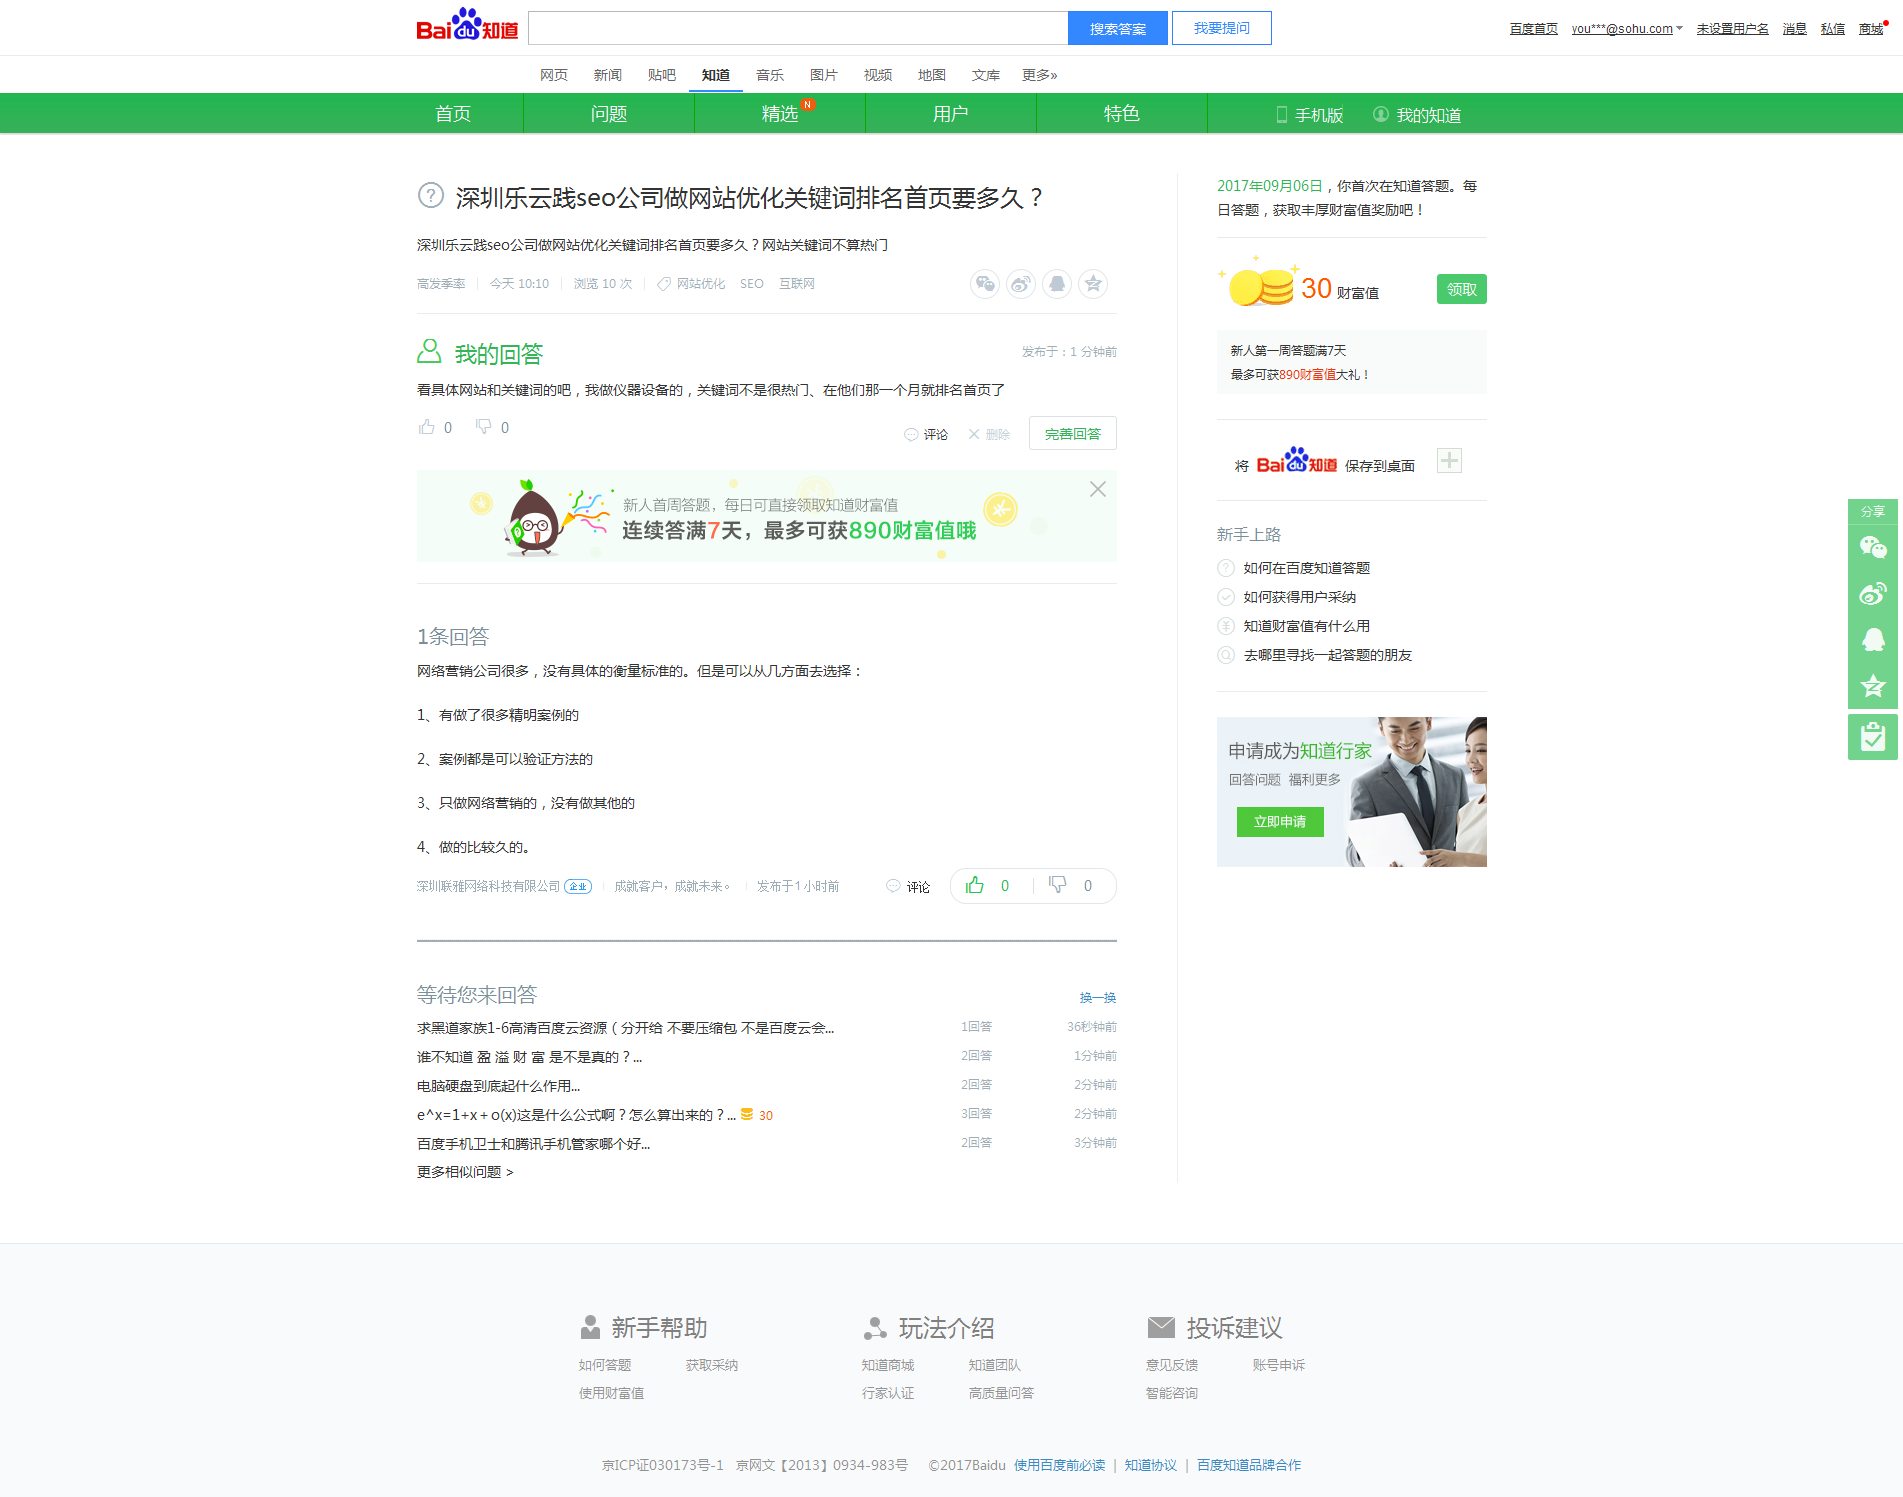 Baidu知道
搜索答案
我要提问
百度首页
you***@sohu.com
未设置用户名
消息
私信
商城
网页
新闻
贴吧
知道
音乐
图片
视频
地图
文库
更多»
首页
问题
精选
N
用户
特色
手机版
我的知道
深圳乐云践seo公司做网站优化关键词排名首页要多久？
深圳乐云践seo公司做网站优化关键词排名首页要多久？网站关键词不算热门
高发季率
今天 10:10
浏览 10 次
网站优化
SEO
互联网
我的回答
发布于：1 分钟前
看具体网站和关键词的吧，我做仪器设备的，关键词不是很热门、在他们那一个月就排名首页了
0
0
评论
删除
完善回答
新人首周答题，每日可直接领取知道财富值
连续答满7天，最多可获890财富值哦
1条回答
网络营销公司很多，没有具体的衡量标准的。但是可以从几方面去选择：
1、有做了很多精明案例的
2、案例都是可以验证方法的
3、只做网络营销的，没有做其他的
4、做的比较久的。
深圳联雅网络科技有限公司
企业
成就客户，成就未来。
发布于1小时前
评论
0
0
等待您来回答
换一换
求黑道家族1-6高清百度云资源（分开给 不要压缩包 不是百度云会...
1回答
36秒钟前
谁不知道 盈 溢 财 富 是不是真的？...
2回答
1分钟前
电脑硬盘到底起什么作用...
2回答
2分钟前
e^x=1+x＋o(x)这是什么公式啊？怎么算出来的？...
30
3回答
2分钟前
百度手机卫士和腾讯手机管家哪个好...
2回答
3分钟前
更多相似问题 >
2017年09月06日，你首次在知道答题。每
日答题，获取丰厚财富值奖励吧！
30 财富值
领取
新人第一周答题满7天
最多可获890财富值大礼！
将 Baidu知道 保存到桌面
新手上路
如何在百度知道答题
如何获得用户采纳
知道财富值有什么用
去哪里寻找一起答题的朋友
申请成为知道行家
回答问题 福利更多
立即申请
分享
新手帮助
如何答题
获取采纳
使用财富值
玩法介绍
知道商城
知道团队
行家认证
高质量问答
投诉建议
意见反馈
账号申诉
智能咨询
京ICP证030173号-1 京网文【2013】0934-983号 ©2017Baidu 使用百度前必读 | 知道协议 | 百度知道品牌合作